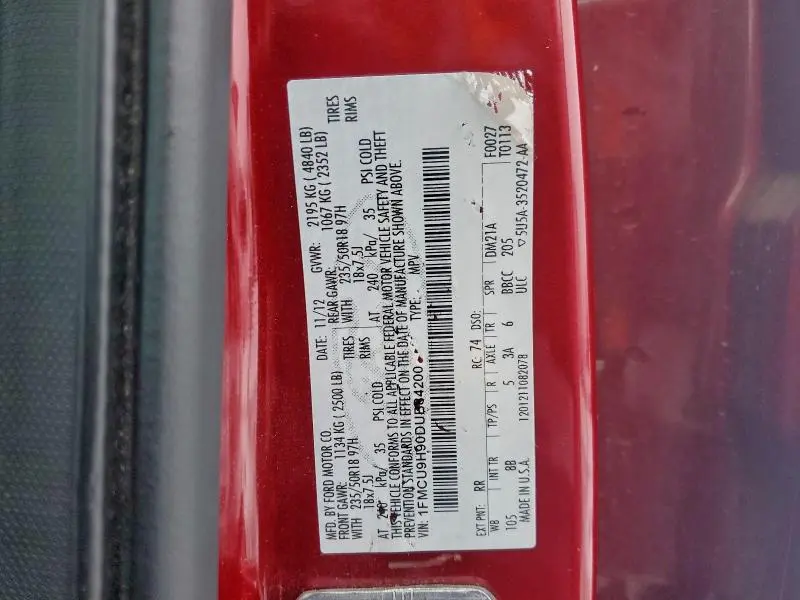 MFD. BY FORD MOTOR CO. DATE: 11/12 GVWR: 2195 KG ( 4840 LB)
FRONT GAWR: 1134 KG ( 2500 LB) REAR GAWR: 1067 KG ( 2352 LB)
WITH 235/50R18 97H TIRES WITH 235/50R18 97H TIRES
18x7.5J RIMS 18x7.5J RIMS
AT 240 kPa/ 35 PSI COLD AT 240 kPa/ 35 PSI COLD
THIS VEHICLE CONFORMS TO ALL APPLICABLE FEDERAL MOTOR VEHICLE SAFETY AND THEFT
PREVENTION STANDARDS IN EFFECT ON THE DATE OF MANUFACTURE SHOWN ABOVE.
VIN: TYPE: MPV
EXT PNT: RR RC: 74 DSO: F0027
WB INT TR TP/PS R AXLE TR SPR DM21A T0113
105 8B 5 3A 6 BBCC 205
MADE IN U.S.A. 1201211082078 ULC ▽ 5U5A-3520472-AA